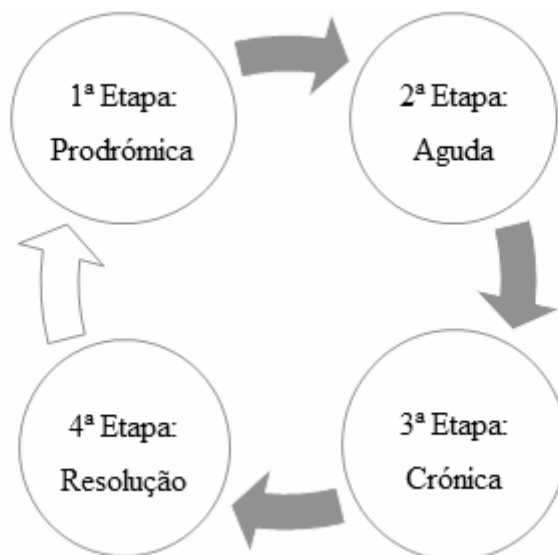 1ª Etapa:
Prodrómica
2ª Etapa:
Aguda
3ª Etapa:
Crónica
4ª Etapa:
Resolução